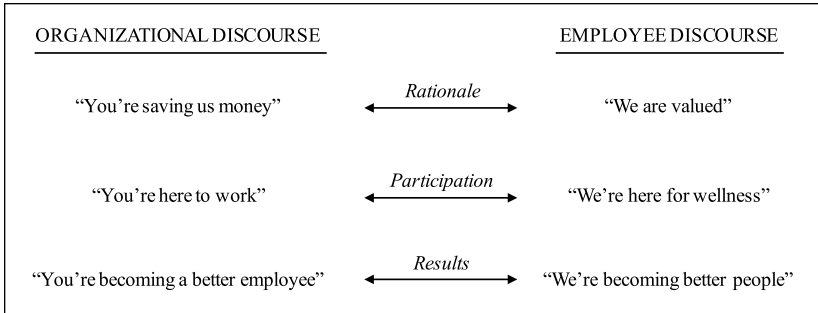 ORGANIZATIONAL DISCOURSE
EMPLOYEE DISCOURSE
“You’re saving us money”
Rationale
“We are valued”
“You’re here to work”
Participation
“We’re here for wellness”
“You’re becoming a better employee”
Results
“We’re becoming better people”